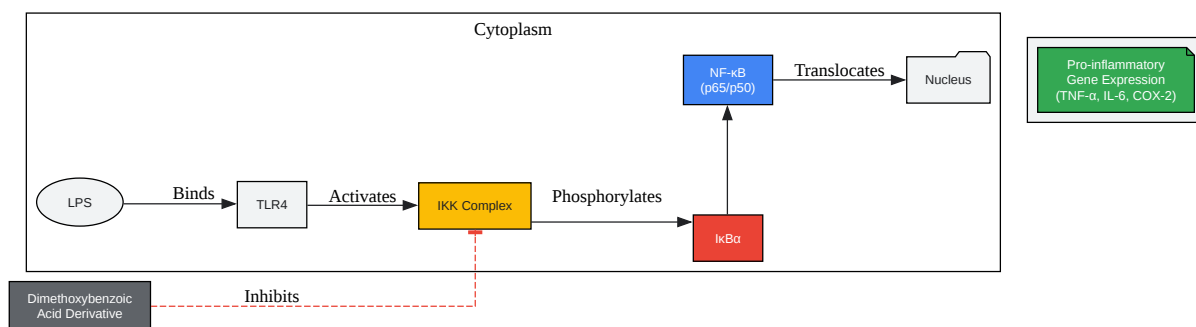 Cytoplasm
NF-κB
(p65/p50)
Translocates
Nucleus
Pro-inflammatory
Gene Expression
(TNF-α, IL-6, COX-2)
LPS
Binds
TLR4
Activates
IKK Complex
Phosphorylates
IκBα
Dimethoxybenzoic
Acid Derivative
Inhibits